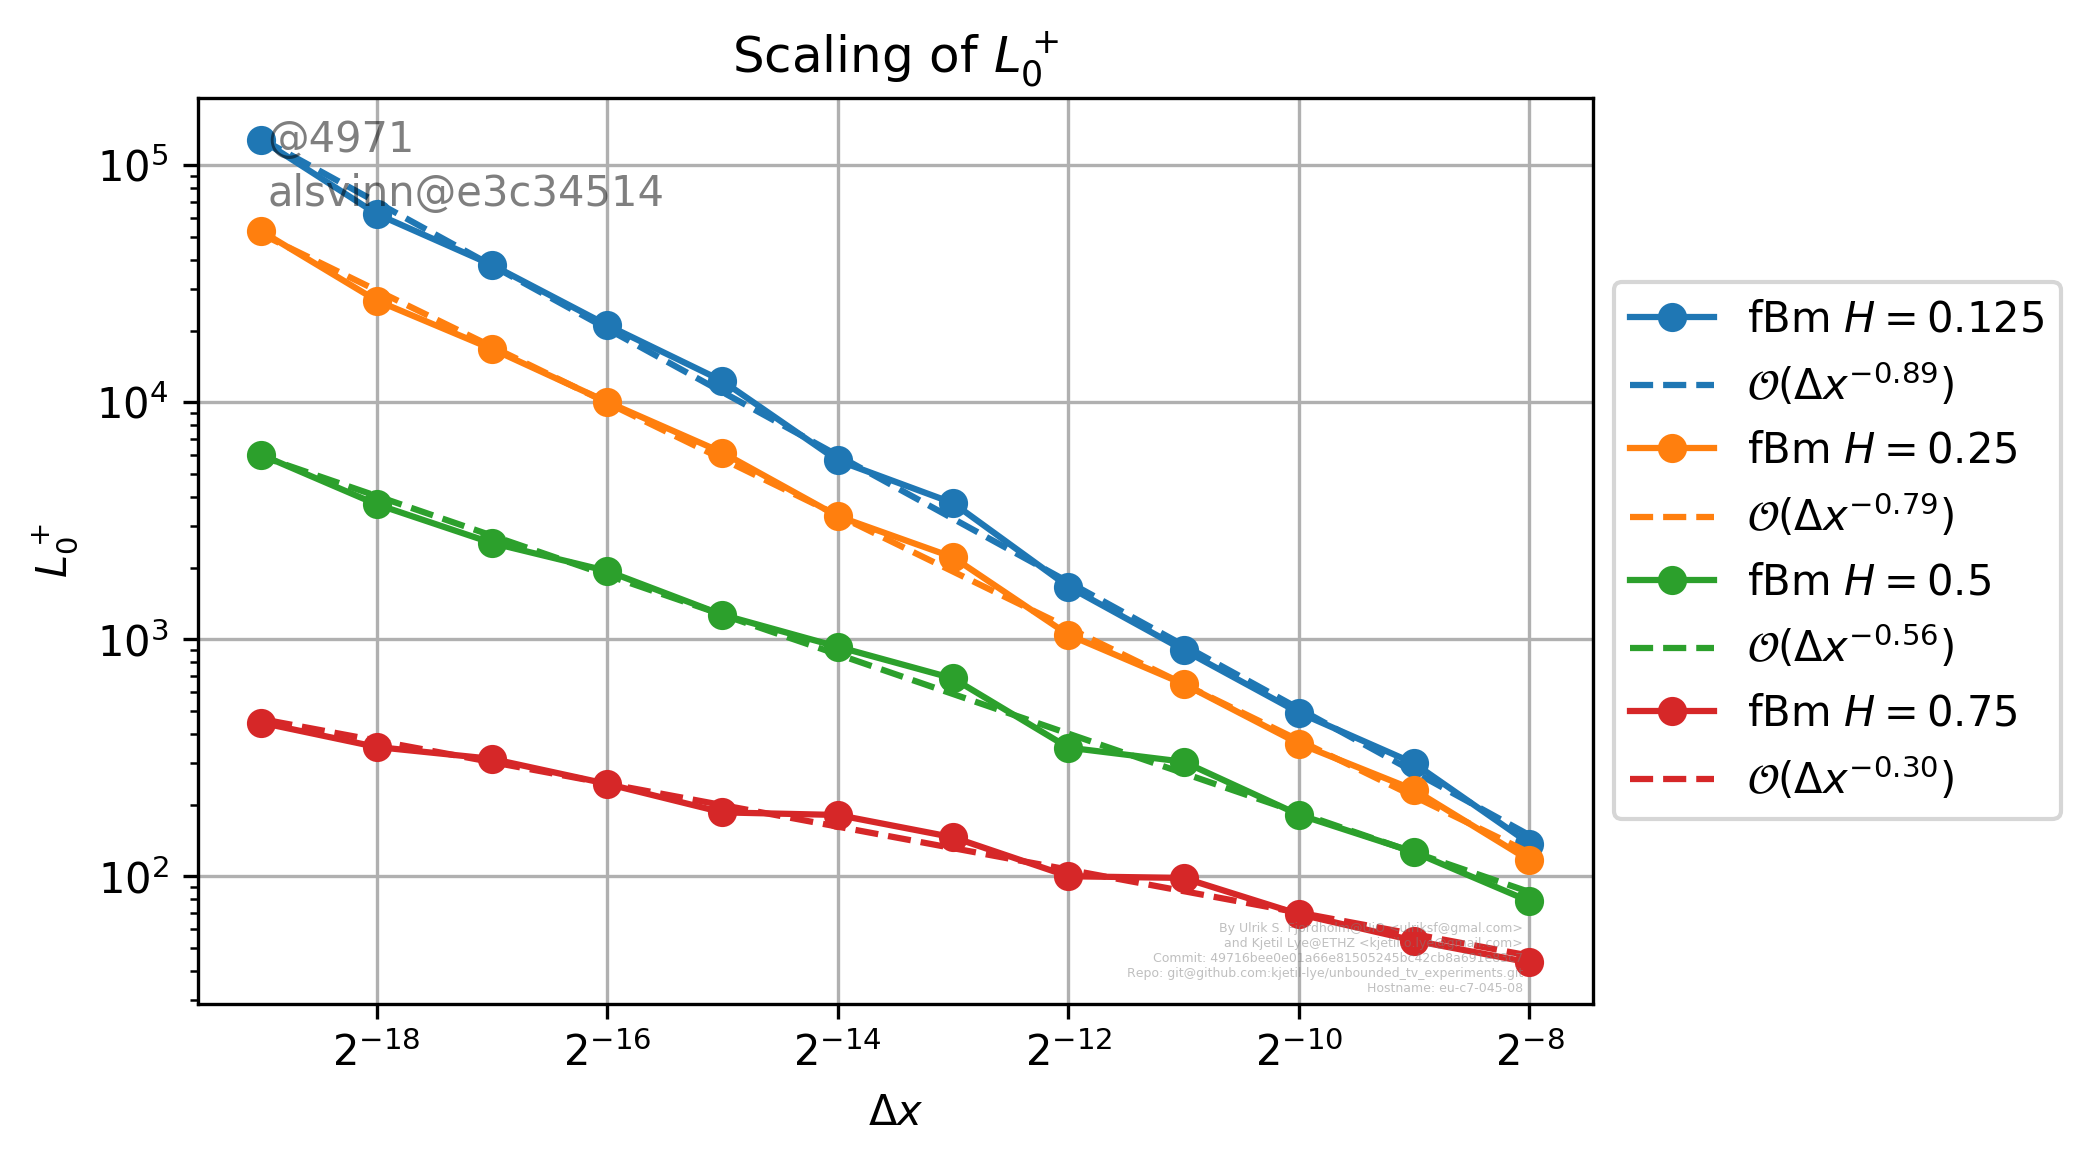 Scaling of $L_0^+$
@4971
alsvinn@e3c34514
$10^5$
$10^4$
$10^3$
$10^2$
$L_0^+$
$2^{-18}$ $2^{-16}$ $2^{-14}$ $2^{-12}$ $2^{-10}$ $2^{-8}$
$\Delta x$
fBm $H = 0.125$
$\mathcal{O}(\Delta x^{-0.89})$
fBm $H = 0.25$
$\mathcal{O}(\Delta x^{-0.79})$
fBm $H = 0.5$
$\mathcal{O}(\Delta x^{-0.56})$
fBm $H = 0.75$
$\mathcal{O}(\Delta x^{-0.30})$
By Ulrik S. <ulriksf@gmal.com>
and Kjetil Lye@ETHZ
Commit:
Repo: git@github.com:kjetil-lye/unbounded_tv_experiments.git
Hostname: eu-c7-045-08